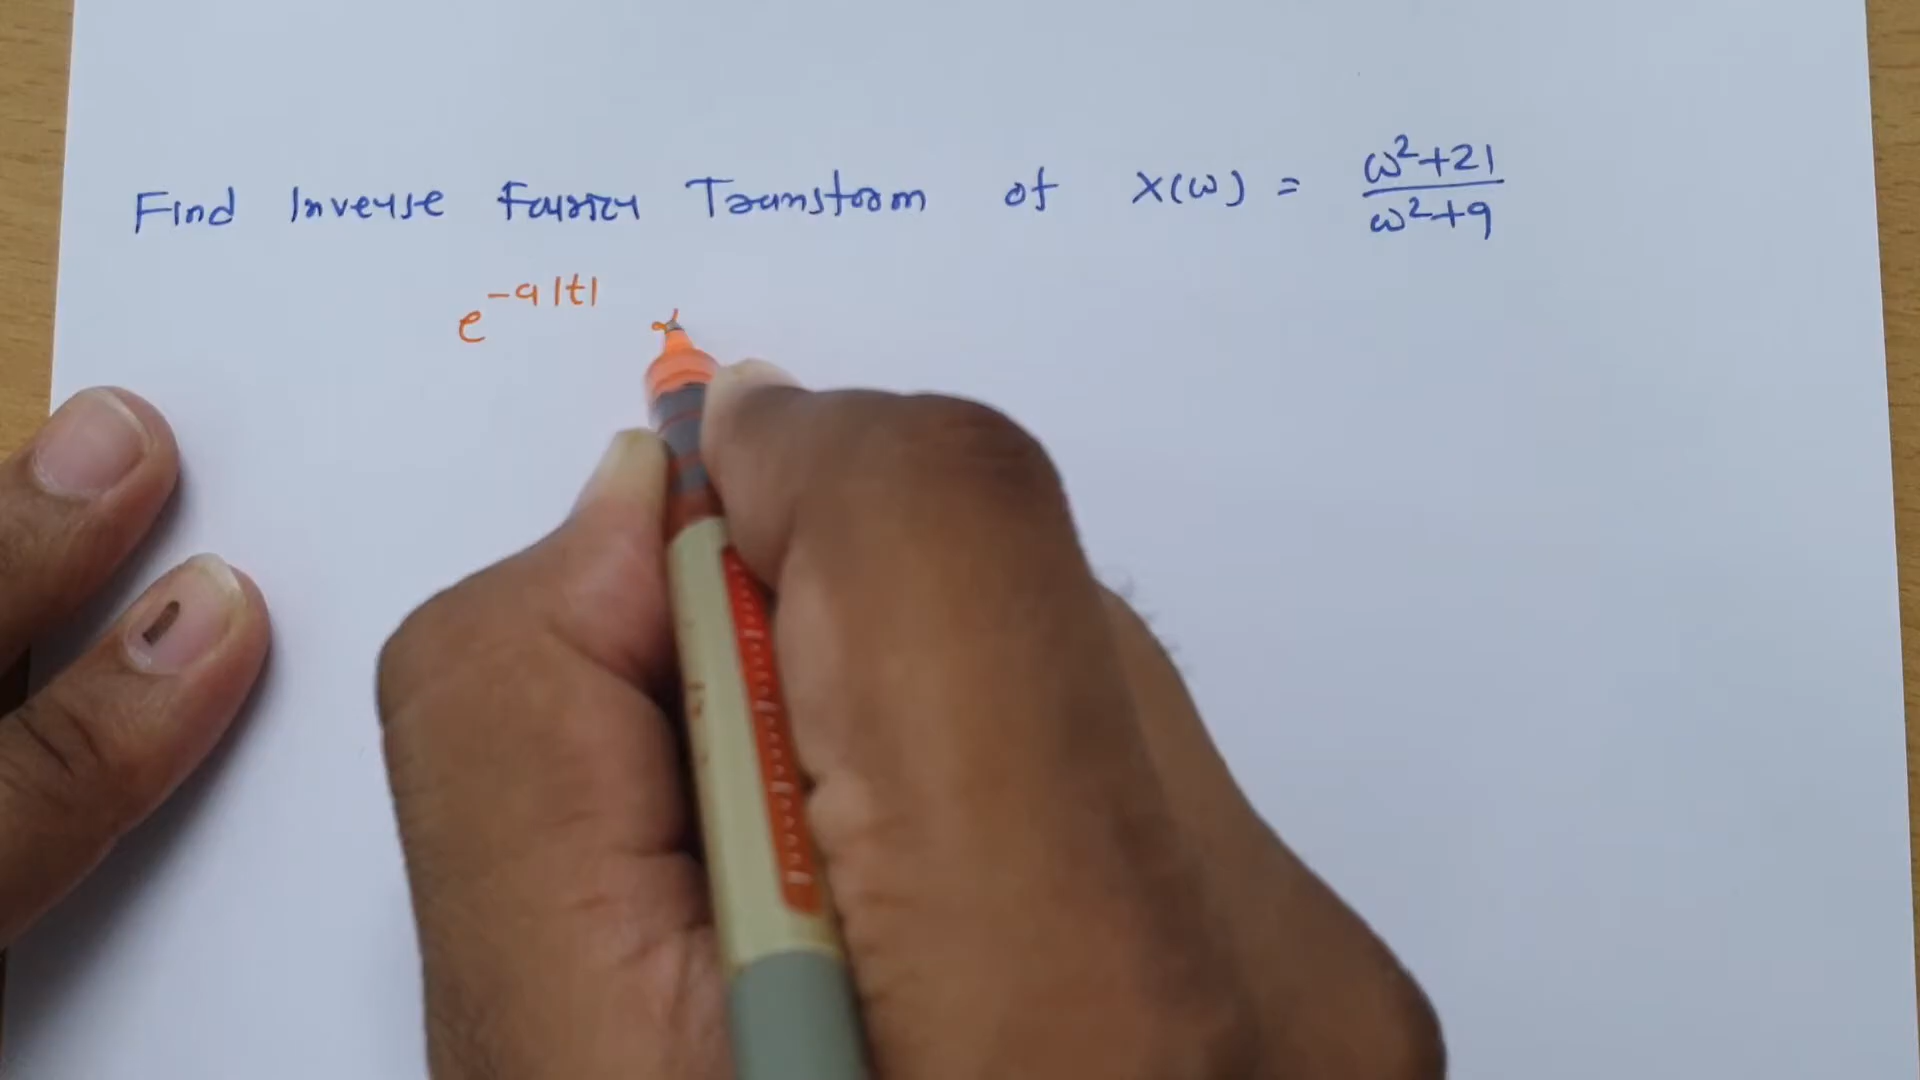 Find Inverse Fourier Transform of X(ω) = ω²+21 / ω²+9
e^-a|t|